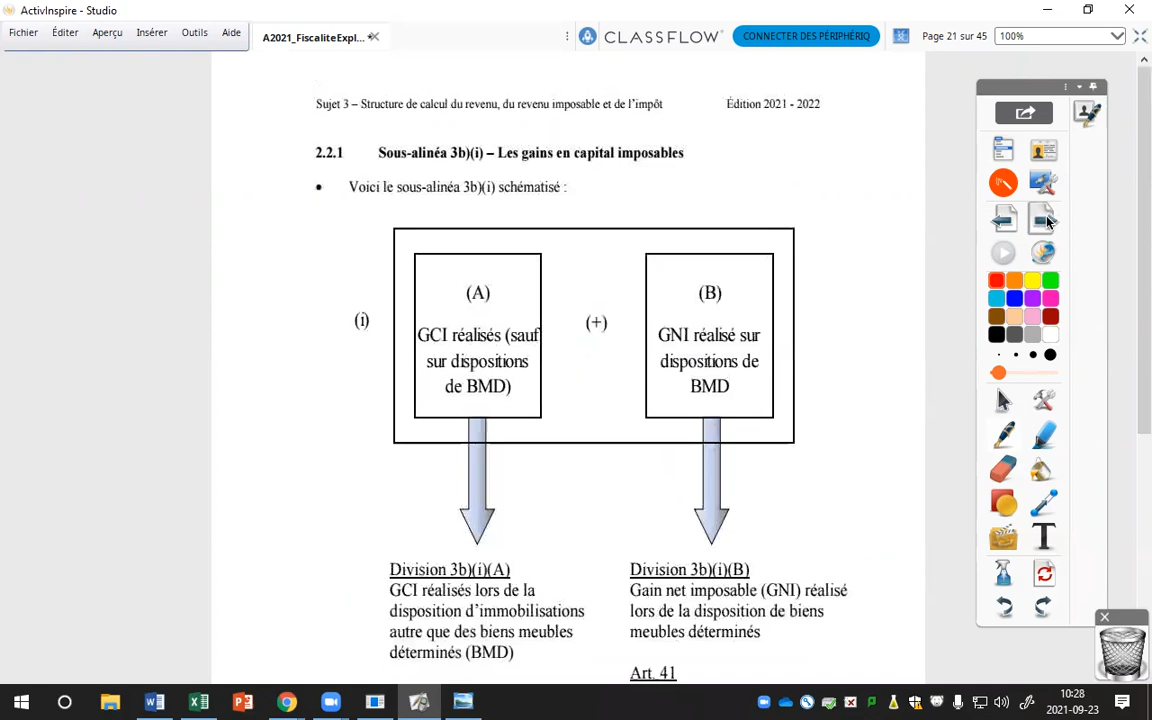 ActivInspire - Studio
Fichier Éditer Aperçu Insérer Outils Aide
A2021_FiscaliteExpl...
CLASSFLOW
CONNECTER DES PÉRIPHÉRIQ
Page 21 sur 45
100%
Sujet 3 – Structure de calcul du revenu, du revenu imposable et de l'impôt Édition 2021 - 2022
2.2.1 Sous-alinéa 3b)(i) – Les gains en capital imposables
• Voici le sous-alinéa 3b)(i) schématisé :
(i)
(A)
GCI réalisés (sauf
sur dispositions
de BMD)
(+)
(B)
GNI réalisé sur
dispositions de
BMD
Division 3b)(i)(A)
GCI réalisés lors de la
disposition d'immobilisations
autre que des biens meubles
déterminés (BMD)
Division 3b)(i)(B)
Gain net imposable (GNI) réalisé
lors de la disposition de biens
meubles déterminés
Art. 41
T
10:28
2021-09-23